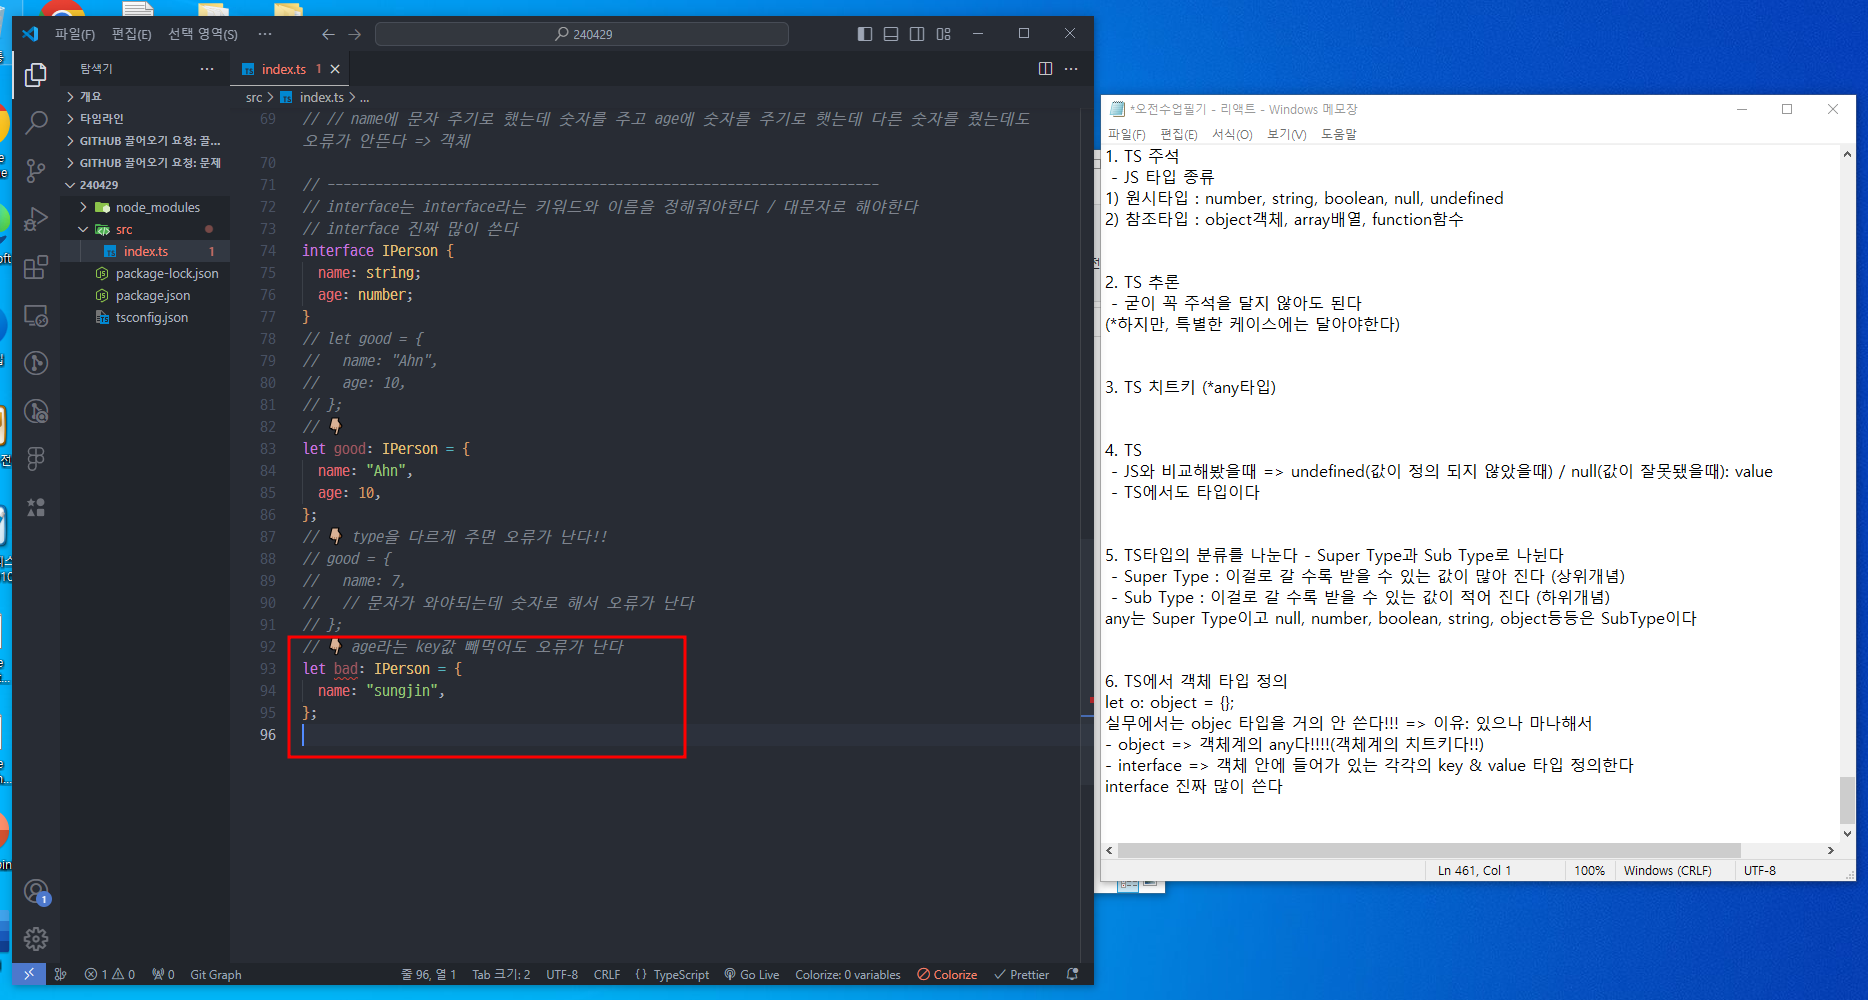 파일(F) 편집(E) 선택 영역(S) ···
240429
탐색기
개요
타임라인
GITHUB 끌어오기 요청: 끌...
GITHUB 끌어오기 요청: 문제
240429
node_modules
src
index.ts 1
package-lock.json
package.json
tsconfig.json
index.ts 1
src > index.ts > ...
69 // // name에 문자 주기로 했는데 숫자를 주고 age에 숫자를 주기로 햇는데 다른 숫자를 줬는데도
오류가 안뜬다 => 객체
70
71 // ---------------------------------------------------------------------
72 // interface는 interface라는 키워드와 이름을 정해줘야한다 / 대문자로 해야한다
73 // interface 진짜 많이 쓴다
74 interface IPerson {
75 name: string;
76 age: number;
77 }
78 // let good = {
79 //   name: "Ahn",
80 //   age: 10,
81 // };
82 // 👇
83 let good: IPerson = {
84 name: "Ahn",
85 age: 10,
86 };
87 // 👇 type을 다르게 주면 오류가 난다!!
88 // good = {
89 //   name: 7,
90 //   // 문자가 와야되는데 숫자로 해서 오류가 난다
91 // };
92 // 👇 age라는 key값 빼먹어도 오류가 난다
93 let bad: IPerson = {
94 name: "sungjin",
95 };
96
1
1 0 0 Git Graph 줄 96, 열 1 Tab 크기: 2 UTF-8 CRLF {} TypeScript Go Live Colorize: 0 variables Colorize Prettier
*오전수업필기 - 리액트 - Windows 메모장
파일(F) 편집(E) 서식(O) 보기(V) 도움말
1. TS 주석
- JS 타입 종류
1) 원시타입 : number, string, boolean, null, undefined
2) 참조타입 : object객체, array배열, function함수
2. TS 추론
- 굳이 꼭 주석을 달지 않아도 된다
(*하지만, 특별한 케이스에는 달아야한다)
3. TS 치트키 (*any타입)
4. TS
- JS와 비교해봤을때 => undefined(값이 정의 되지 않았을때) / null(값이 잘못됐을때): value
- TS에서도 타입이다
5. TS타입의 분류를 나눈다 - Super Type과 Sub Type로 나뉜다
- Super Type : 이걸로 갈 수록 받을 수 있는 값이 많아 진다 (상위개념)
- Sub Type : 이걸로 갈 수록 받을 수 있는 값이 적어 진다 (하위개념)
any는 Super Type이고 null, number, boolean, string, object등등은 SubType이다
6. TS에서 객체 타입 정의
let o: object = {};
실무에서는 objec 타입을 거의 안 쓴다!!! => 이유: 있으나 마나해서
- object => 객체계의 any다!!!!(객체계의 치트키다!!)
- interface => 객체 안에 들어가 있는 각각의 key & value 타입 정의한다
interface 진짜 많이 쓴다
Ln 461, Col 1 100% Windows (CRLF) UTF-8